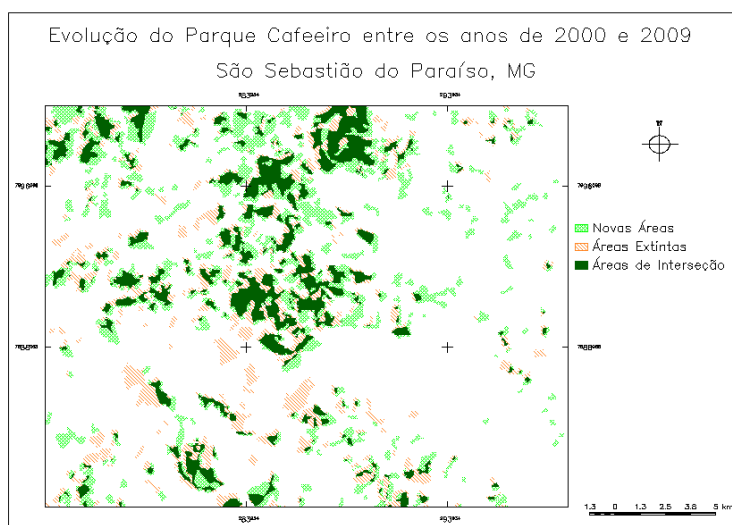 Evolução do Parque Cafeeiro entre os anos de 2000 e 2009
São Sebastião do Paraíso, MG
N
Novas Áreas
Áreas Extintas
Áreas de Interseção
1.3 0 1.3 2.5 3.8 5 km